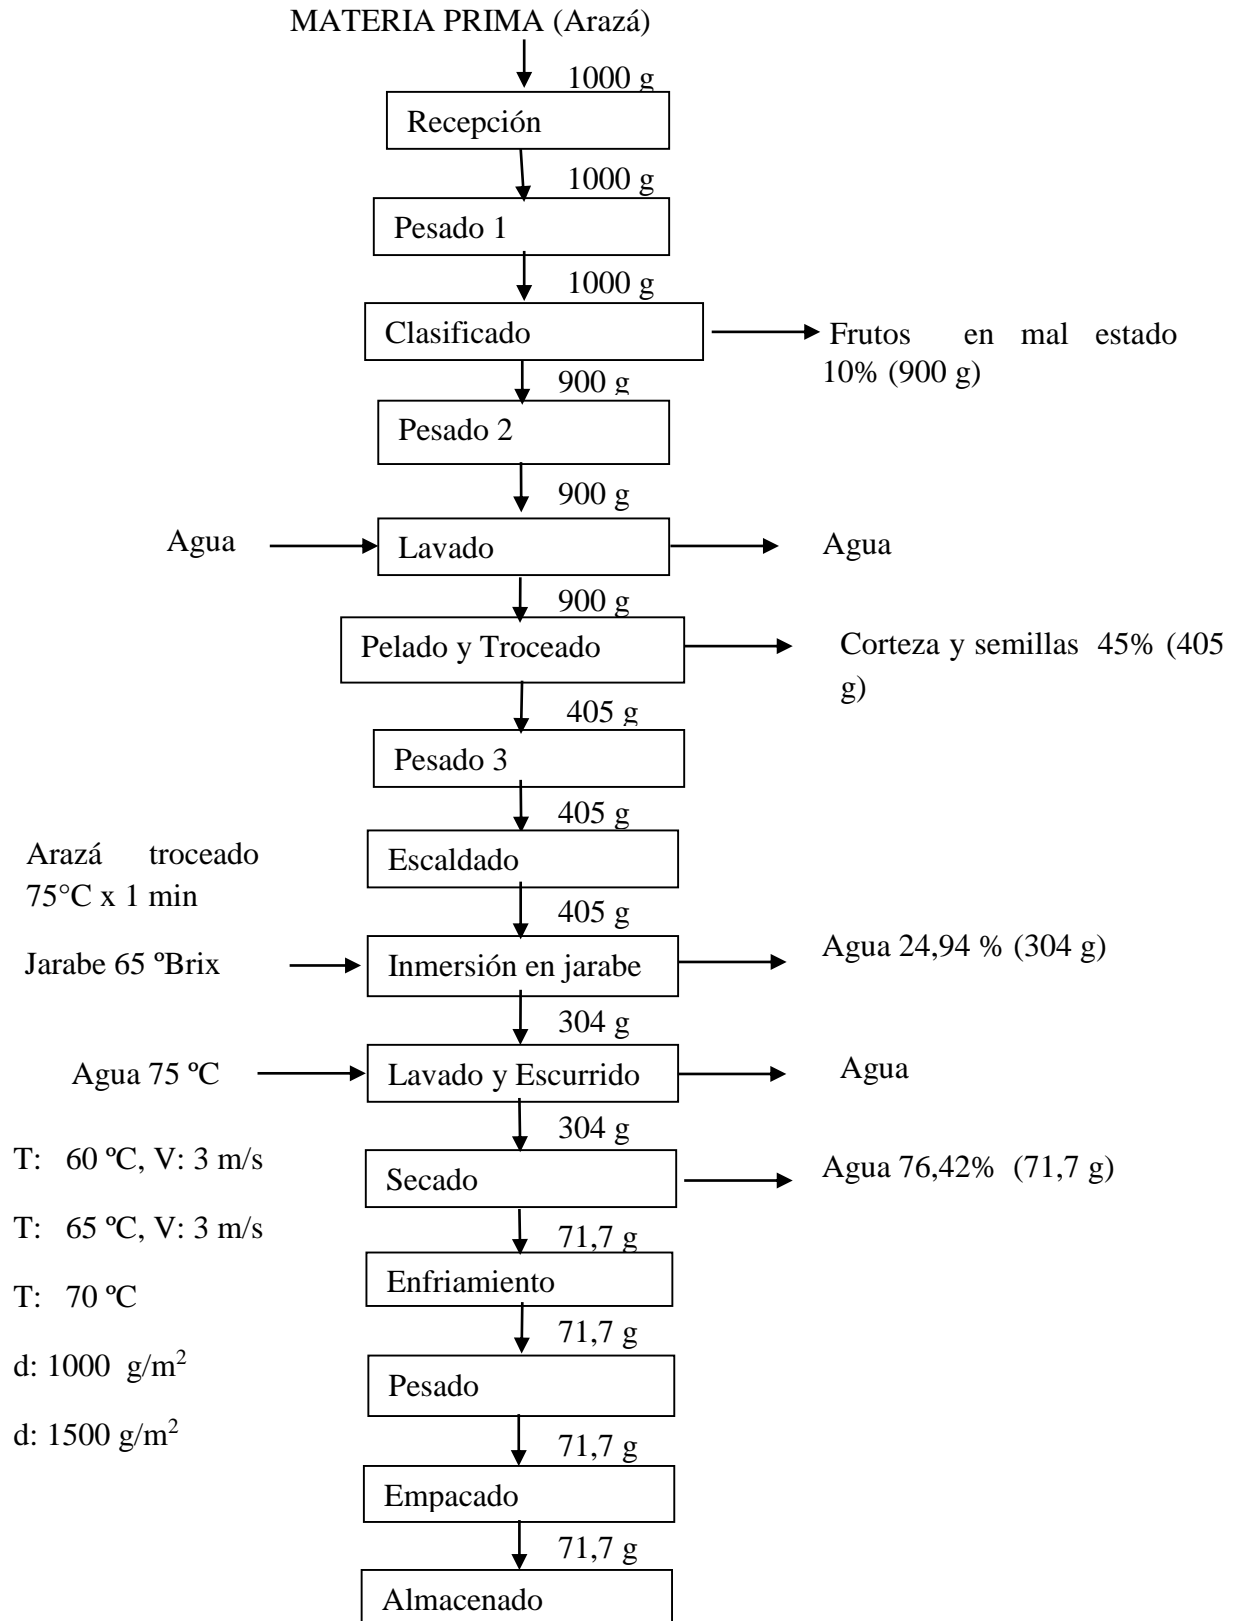 MATERIA PRIMA (Arazá)
1000 g
Recepción
1000 g
Pesado 1
1000 g
Clasificado
Frutos en mal estado
10% (900 g)
900 g
Pesado 2
900 g
Agua
Lavado
Agua
900 g
Pelado y Troceado
Corteza y semillas 45% (405
g)
405 g
Pesado 3
405 g
Arazá troceado
75°C x 1 min
Escaldado
405 g
Jarabe 65 ºBrix
Inmersión en jarabe
Agua 24,94 % (304 g)
304 g
Agua 75 ºC
Lavado y Escurrido
Agua
304 g
T: 60 ºC, V: 3 m/s
Secado
Agua 76,42% (71,7 g)
T: 65 ºC, V: 3 m/s
71,7 g
Enfriamiento
T: 70 ºC
71,7 g
d: 1000 g/m²
Pesado
d: 1500 g/m²
71,7 g
Empacado
71,7 g
Almacenado